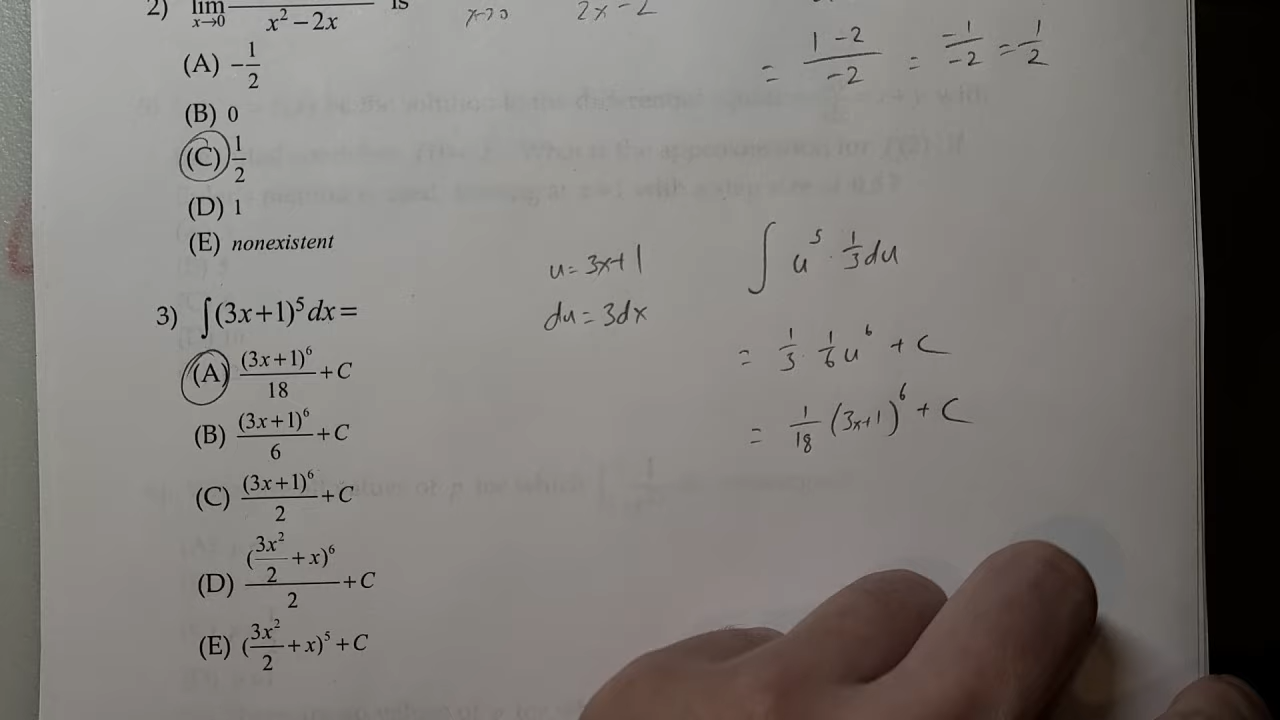 2) lim x→0 / x² − 2x is
x→0 2x − 2
(A) −1/2
= 1 − 2 / −2 = −1/−2 = 1/2
(B) 0
(C) 1/2
(D) 1
(E) nonexistent
3) ∫(3x+1)⁵ dx =
(A) (3x+1)⁶/18 + C
(B) (3x+1)⁶/6 + C
(C) (3x+1)⁶/2 + C
(D) (3x²/2 + x)⁶/2 + C
(E) (3x²/2 + x)⁵ + C
u = 3x+1
du = 3dx
∫ u⁵ · 1/3 du
= 1/3 · 1/6 u⁶ + C
= 1/18 (3x+1)⁶ + C